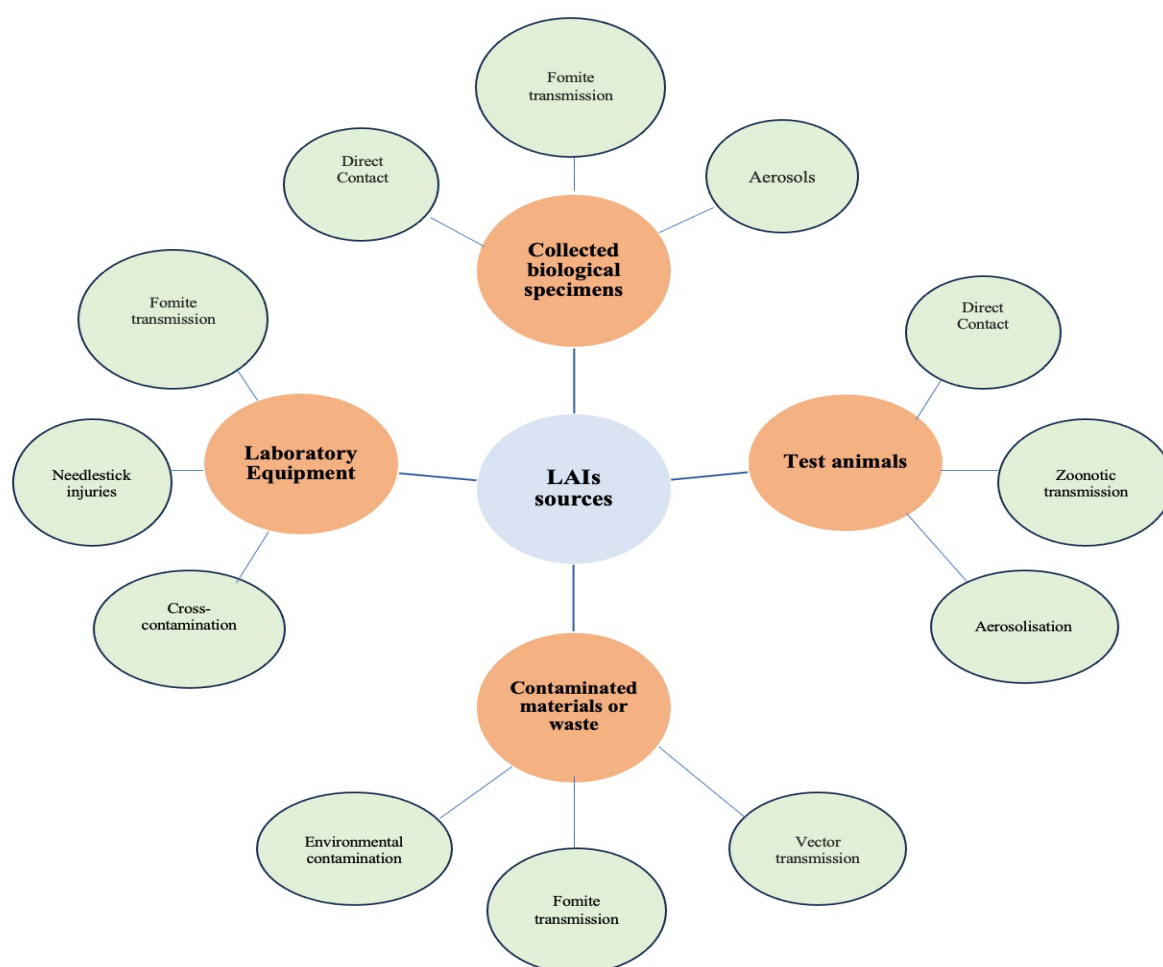 Fomite
transmission
Direct
Contact
Aerosols
Collected
biological
specimens
Fomite
transmission
Direct
Contact
Laboratory
Equipment
Test animals
Needlestick
injuries
LAIs
sources
Zoonotic
transmission
Cross-
contamination
Aerosolisation
Contaminated
materials or
waste
Environmental
contamination
Vector
transmission
Fomite
transmission